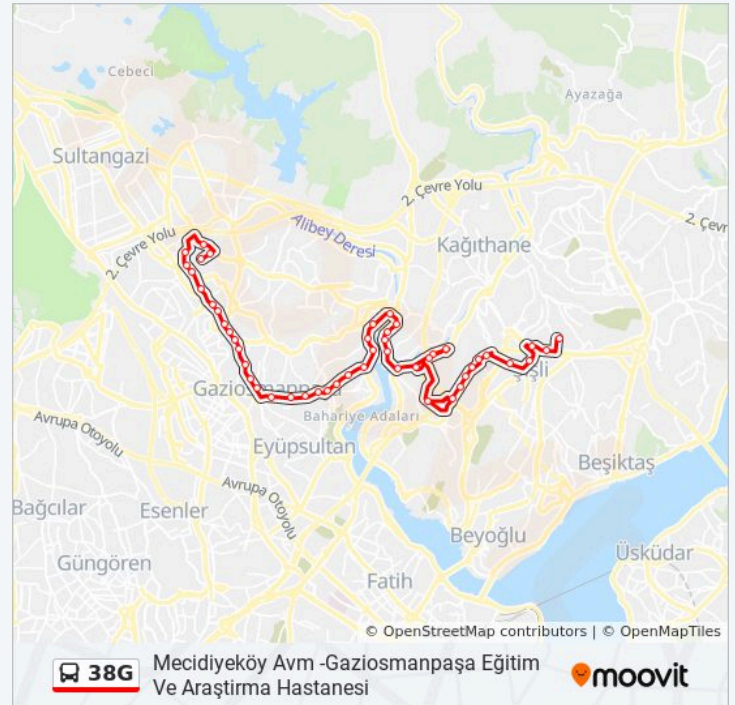 Cebeci
Ayazağa
Sultangazi
2. Çevre Yolu
2. Çevre Yolu
2. Çevr
Alibey Deresi
Kağıthane
Şişli
Gaziosmanpaşa
Bahariye Adaları
Avrupa Otoyolu
Eyüpsultan
Beşiktaş
Avrupa Otoyolu
Bağcılar
Esenler
Beyoğlu
Üsküdar
Güngören
Fatih
© OpenStreetMap contributors | © OpenMapTiles
38G
Mecidiyeköy Avm -Gaziosmanpaşa Eğitim
Ve Araştirma Hastanesi
moovit